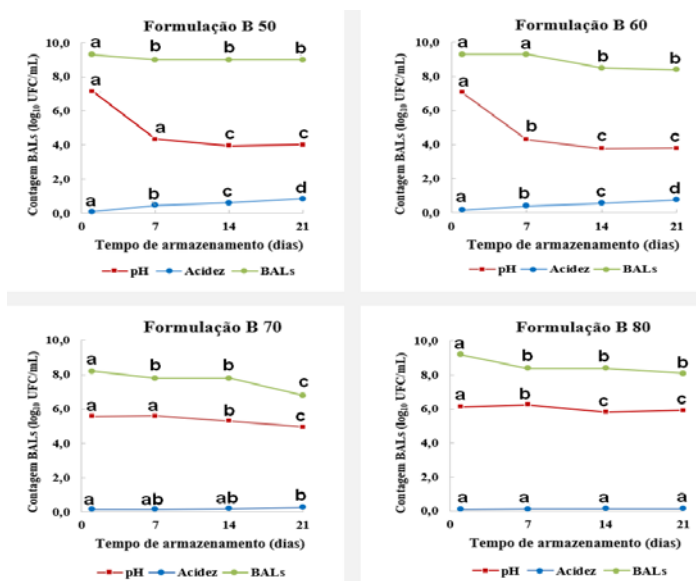 Formulação B 50
10,0
8,0
6,0
4,0
2,0
0,0
a b b b
a a c c
a b c d
0 7 14 21
Contagem BALs (log₁₀ UFC/mL)
Tempo de armazenamento (dias)
pH Acidez BALs
Formulação B 60
10,0
8,0
6,0
4,0
2,0
0,0
a a b b
a b c c
a b c d
0 7 14 21
Contagem BALs (log₁₀ UFC/mL)
Tempo de armazenamento (dias)
pH Acidez BALs
Formulação B 70
10,0
8,0
6,0
4,0
2,0
0,0
a b b c
a a b c
a ab ab b
0 7 14 21
Contagem BALs (log₁₀ UFC/mL)
Tempo de armazenamento (dias)
pH Acidez BALs
Formulação B 80
10,0
8,0
6,0
4,0
2,0
0,0
a b b b
a b c c
a a a a
0 7 14 21
Contagem BALs (log₁₀ UFC/mL)
Tempo de armazenamento (dias)
pH Acidez BALs